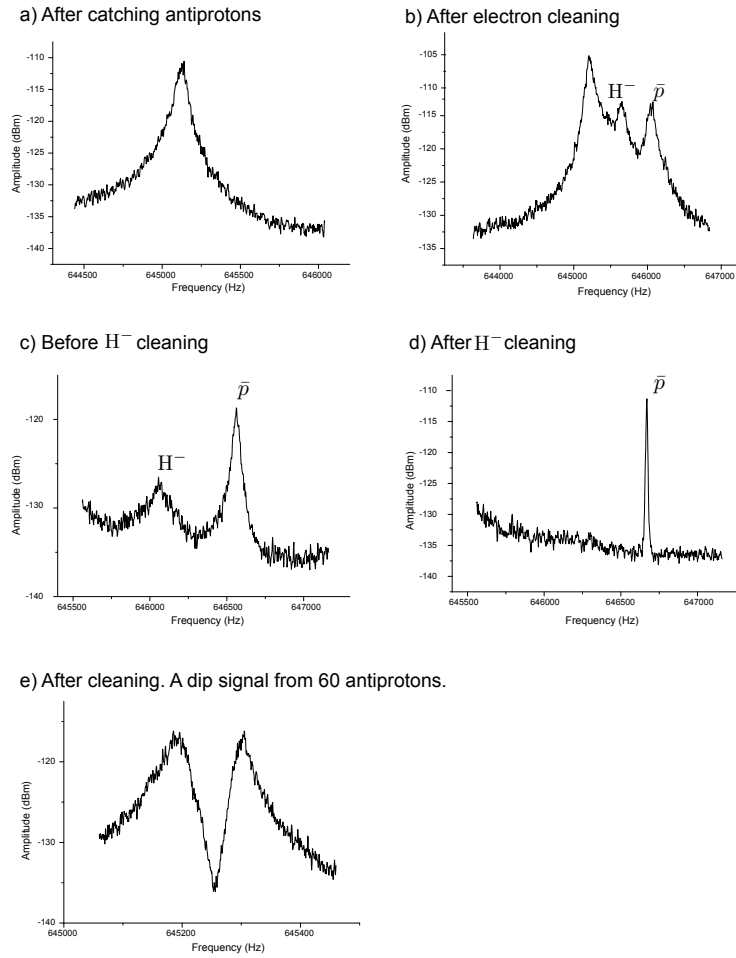 a) After catching antiprotons
-110
-115
-120
-125
-130
-135
-140
Amplitude (dBm)
644500 645000 645500 646000
Frequency (Hz)
b) After electron cleaning
-105
-110
-115
-120
-125
-130
-135
Amplitude (dBm)
H⁻ p̄
644000 645000 646000 647000
Frequency (Hz)
c) Before H⁻ cleaning
-120
-130
-140
Amplitude (dBm)
H⁻ p̄
645500 646000 646500 647000
Frequency (Hz)
d) After H⁻ cleaning
-110
-115
-120
-125
-130
-135
-140
Amplitude (dBm)
p̄
645500 646000 646500 647000
Frequency (Hz)
e) After cleaning. A dip signal from 60 antiprotons.
-120
-130
-140
Amplitude (dBm)
645000 645200 645400
Frequency (Hz)